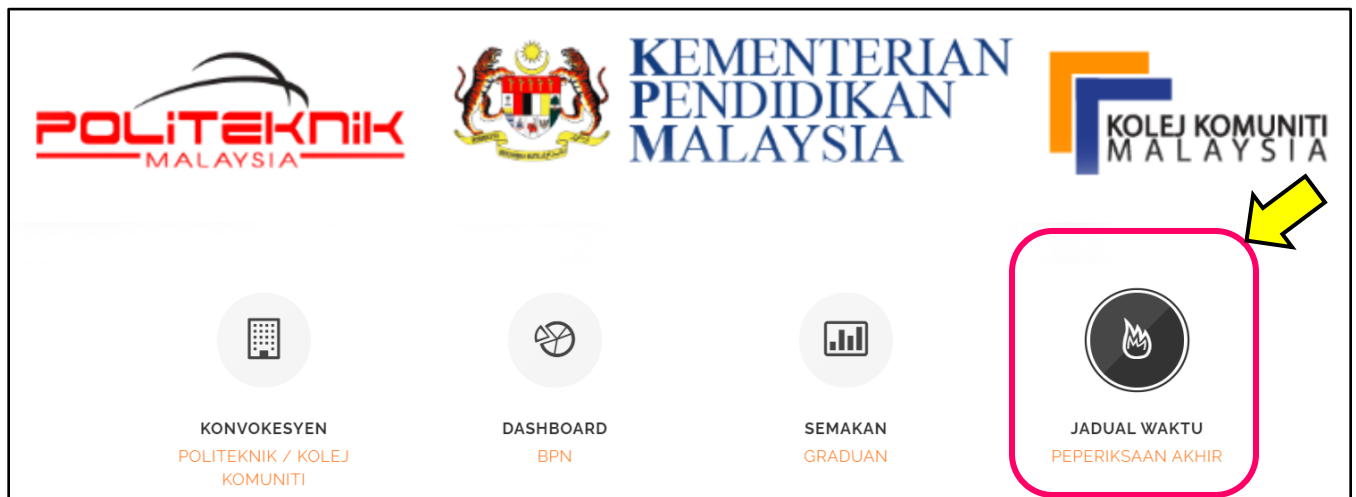 POLiTEKNiK
MALAYSIA
KEMENTERIAN
PENDIDIKAN
MALAYSIA
KOLEJ KOMUNITI
MALAYSIA
KONVOKESYEN
POLITEKNIK / KOLEJ
KOMUNITI
DASHBOARD
BPN
SEMAKAN
GRADUAN
JADUAL WAKTU
PEPERIKSAAN AKHIR